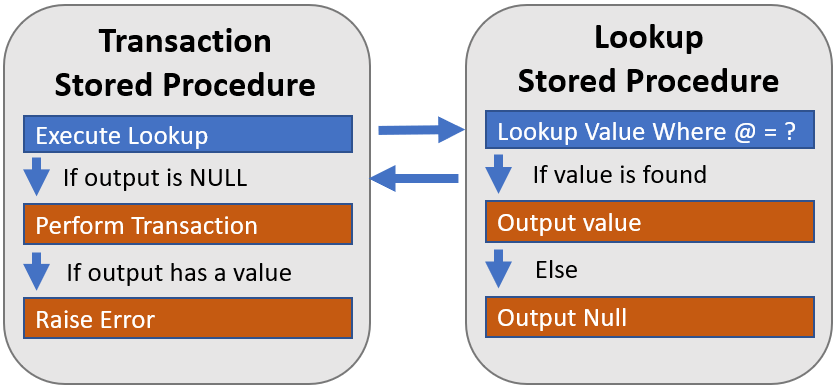 Transaction
Stored Procedure
Execute Lookup
If output is NULL
Perform Transaction
If output has a value
Raise Error
Lookup
Stored Procedure
Lookup Value Where @ = ?
If value is found
Output value
Else
Output Null